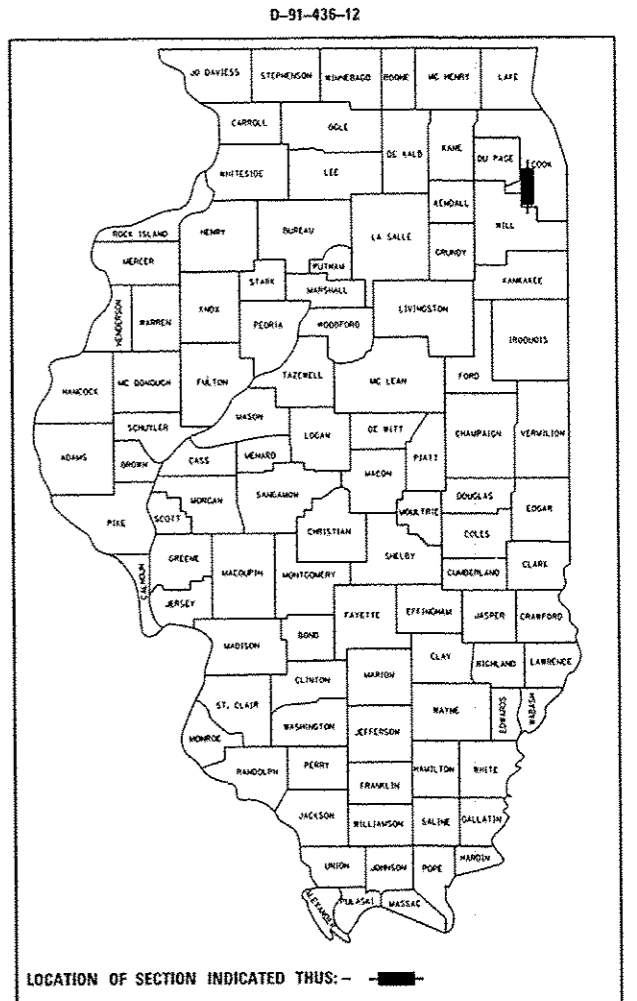 D-91-436-12
JO DAVIESS STEPHENSON WINNEBAGO BOONE MC HENRY LAKE
CARROLL OGLE DE KALB KANE DU PAGE COOK
WHITESIDE LEE KENDALL WILL
ROCK ISLAND HENRY BUREAU LA SALLE GRUNDY
MERCER PUTNAM KANKAKEE
STARK MARSHALL
HENDERSON WARREN KNOX PEORIA WOODFORD LIVINGSTON IROQUOIS
HANCOCK MC DONOUGH FULTON TAZEWELL MC LEAN FORD
SCHUYLER MASON LOGAN DE WITT CHAMPAIGN VERMILION
ADAMS BROWN CASS MENARD MACON PIATT
PIKE SCOTT MORGAN SANGAMON CHRISTIAN MOULTRIE DOUGLAS EDGAR
COLES
CALHOUN GREENE MACOUPIN MONTGOMERY SHELBY CUMBERLAND CLARK
JERSEY FAYETTE EFFINGHAM JASPER CRAWFORD
MADISON BOND CLAY RICHLAND LAWRENCE
CLINTON MARION
ST. CLAIR WASHINGTON WAYNE EDWARDS WABASH
MONROE JEFFERSON
RANDOLPH PERRY HAMILTON WHITE
FRANKLIN
JACKSON WILLIAMSON SALINE GALLATIN
UNION JOHNSON POPE HARDIN
ALEXANDER PULASKI MASSAC
LOCATION OF SECTION INDICATED THUS: -